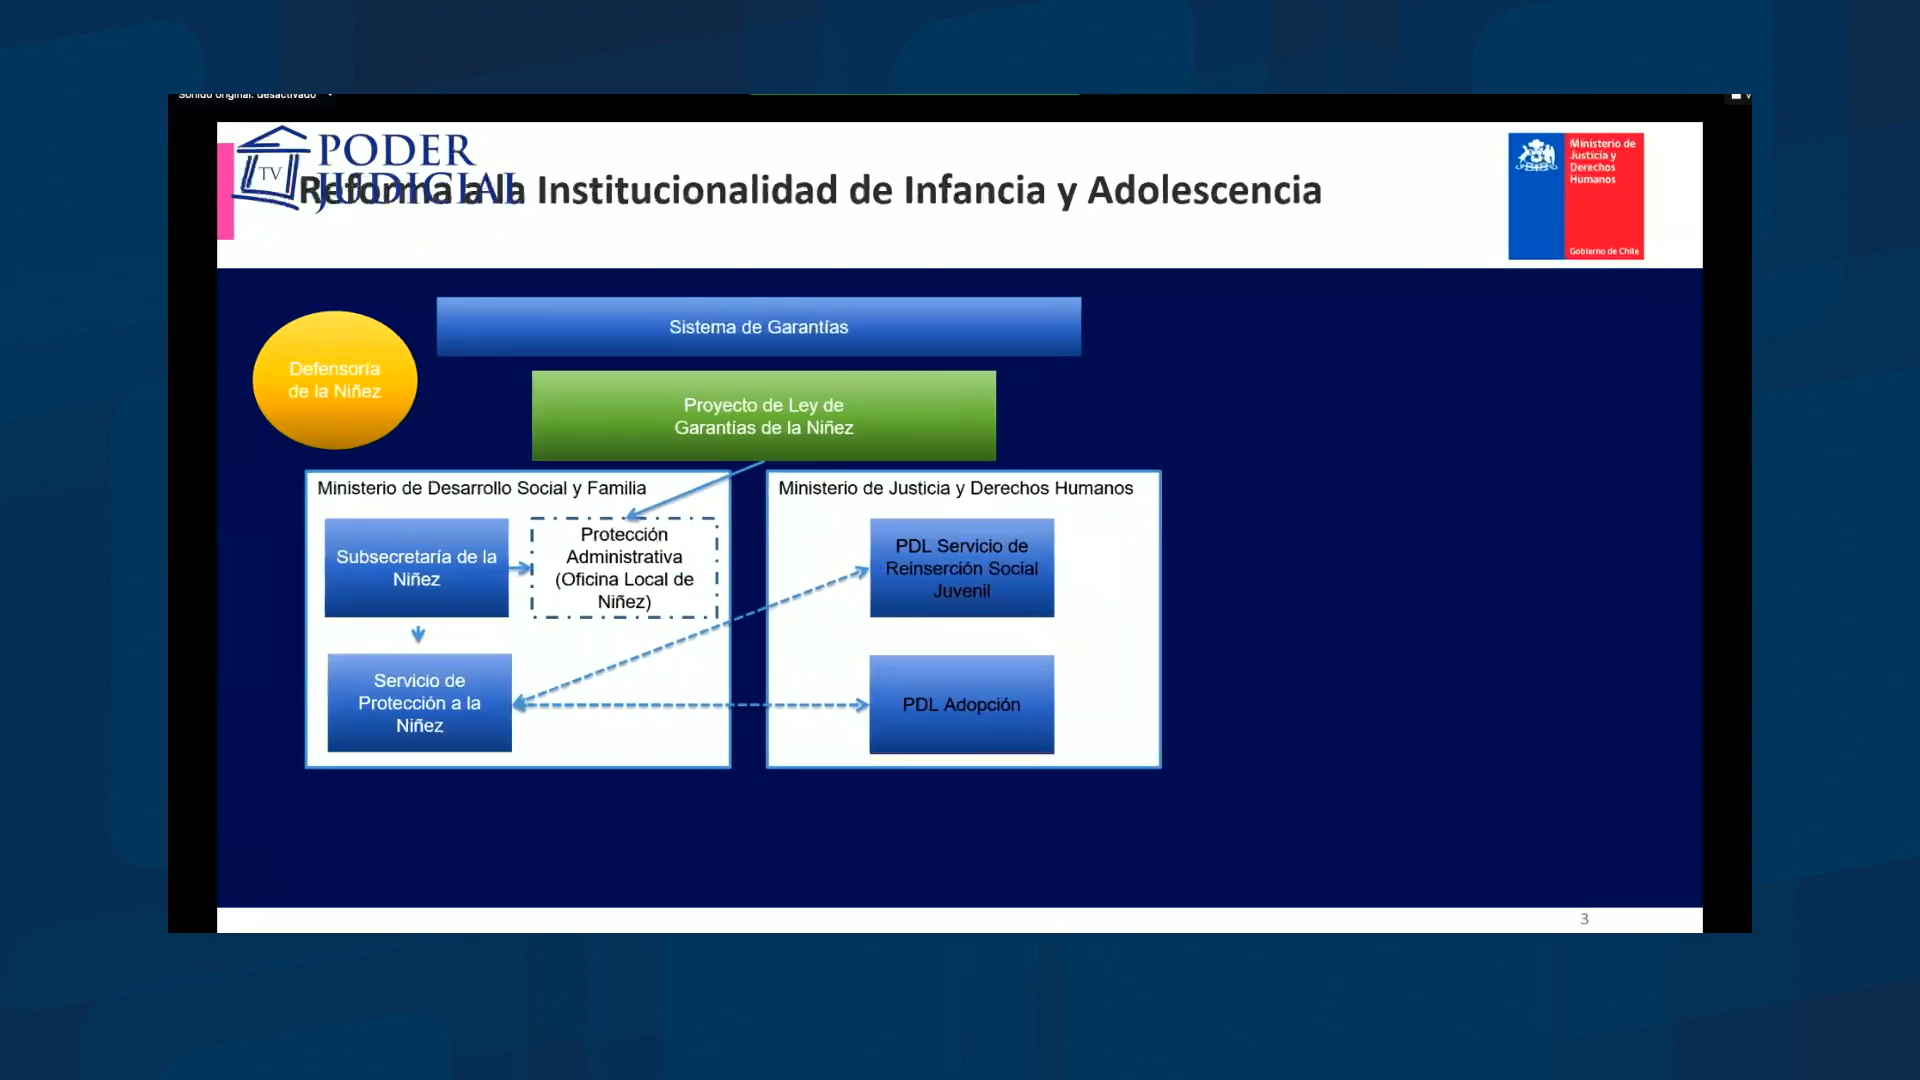 Sonido original: desactivado
PODER
JUDICIAL
TV
Reforma a la Institucionalidad de Infancia y Adolescencia
Ministerio de
Justicia y
Derechos
Humanos
Gobierno de Chile
Sistema de Garantías
Defensoría
de la Niñez
Proyecto de Ley de
Garantías de la Niñez
Ministerio de Desarrollo Social y Familia
Subsecretaría de la
Niñez
Protección
Administrativa
(Oficina Local de
Niñez)
Servicio de
Protección a la
Niñez
Ministerio de Justicia y Derechos Humanos
PDL Servicio de
Reinserción Social
Juvenil
PDL Adopción
3